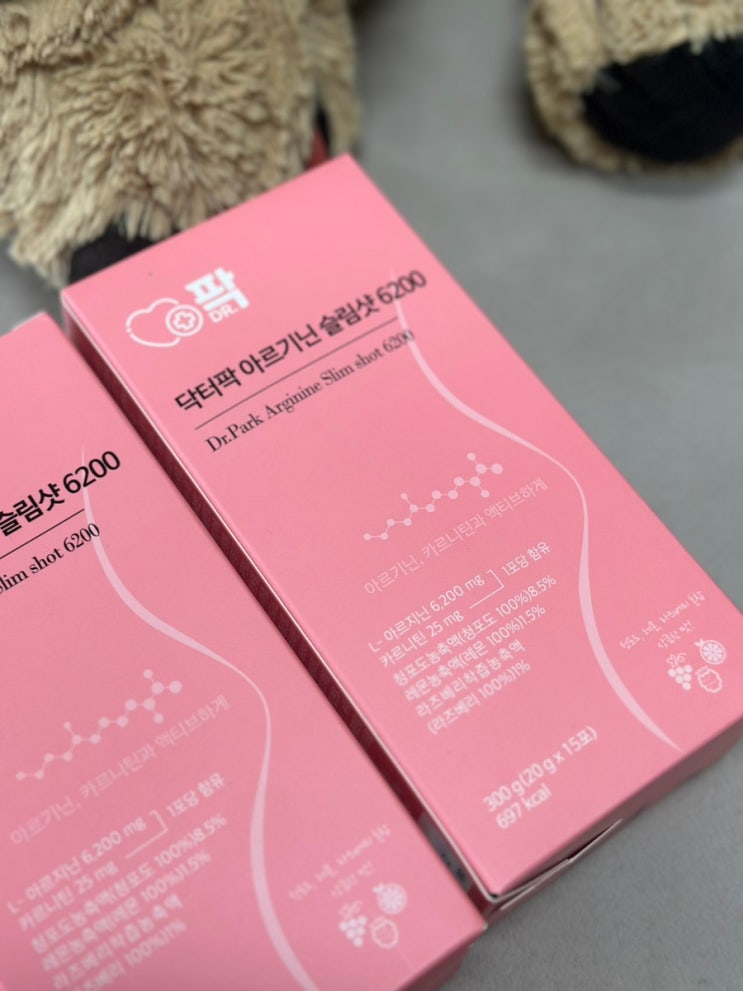 팍
DR.
닥터팍 아르기닌 슬림샷 6200
Dr.Park Arginine Slim shot 6200
아르기닌, 카르니틴과 액티브하게
L- 아르지닌 6,200 mg
카르니틴 25 mg
1포당 함유
청포도농축액(청포도 100%)8.5%
레몬농축액(레몬 100%)1.5%
라즈베리착즙농축액
(라즈베리 100%)1%
300 g(20 g x 15포)
697 kcal
슬림샷 6200
Slim shot 6200
아르기닌, 카르니틴과 액티브하게
L- 아르지닌 6,200 mg
카르니틴 25 mg
1포당 함유
청포도농축액(청포도 100%)8.5%
레몬농축액(레몬 100%)1.5%
라즈베리착즙농축액
(라즈베리 100%)1%